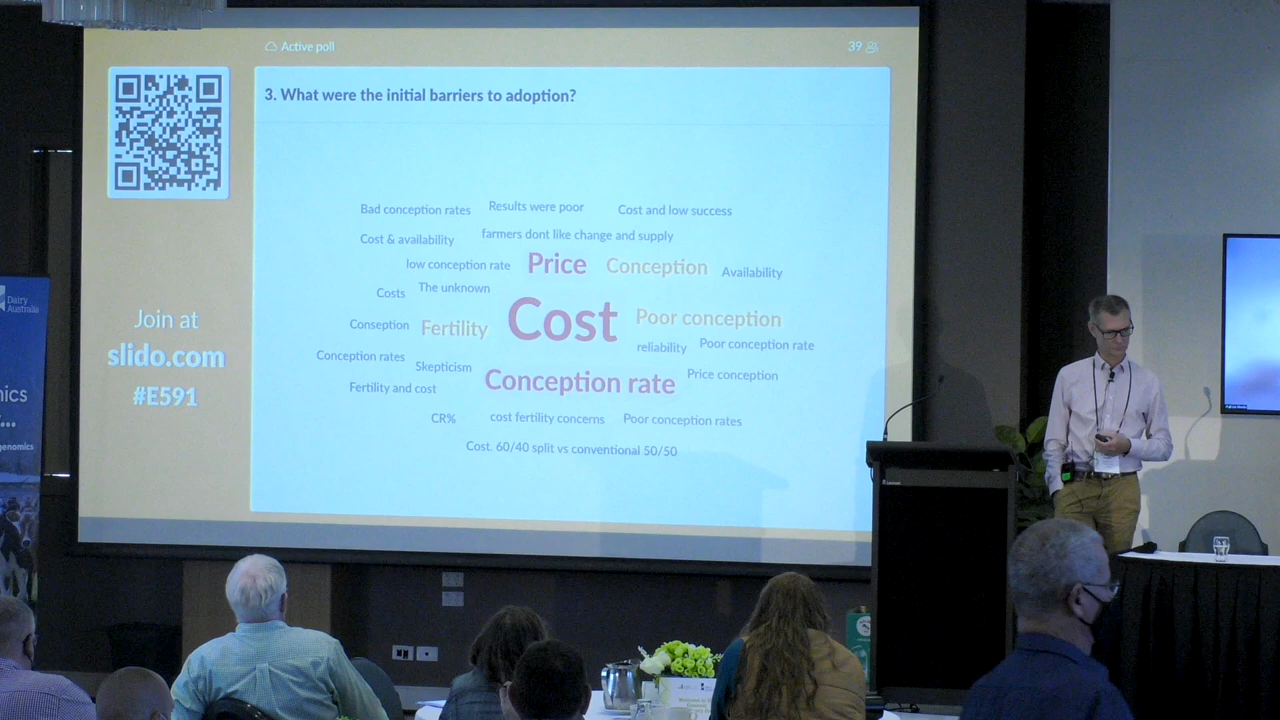 Active poll
39
3. What were the initial barriers to adoption?
Bad conception rates
Results were poor
Cost and low success
Cost & availability
farmers dont like change and supply
low conception rate
Price
Conception
Availability
Costs
The unknown
Conseption
Fertility
Cost
Poor conception
reliability
Poor conception rate
Conception rates
Skepticism
Conception rate
Price conception
Fertility and cost
CR%
cost fertility concerns
Poor conception rates
Cost. 60/40 split vs conventional 50/50
Join at
slido.com
#E591
Dairy
Australia
nics
...
genomics